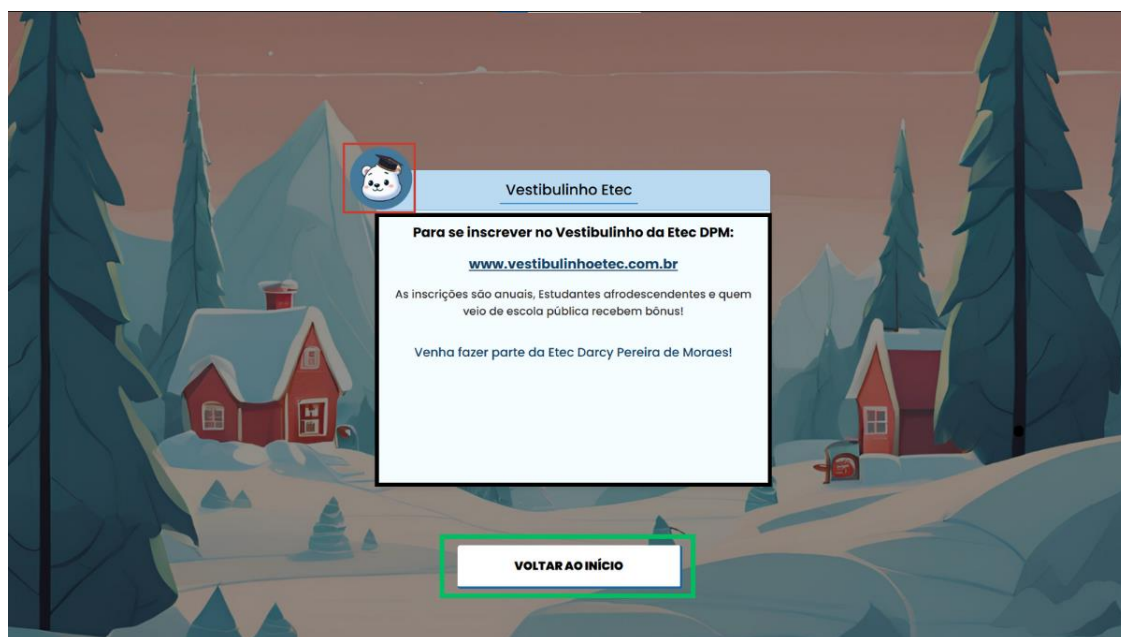 Vestibulinho Etec
Para se inscrever no Vestibulinho da Etec DPM:
www.vestibulinhoetec.com.br
As inscrições são anuais, Estudantes afrodescendentes e quem
veio de escola pública recebem bônus!
Venha fazer parte da Etec Darcy Pereira de Moraes!
VOLTAR AO INÍCIO